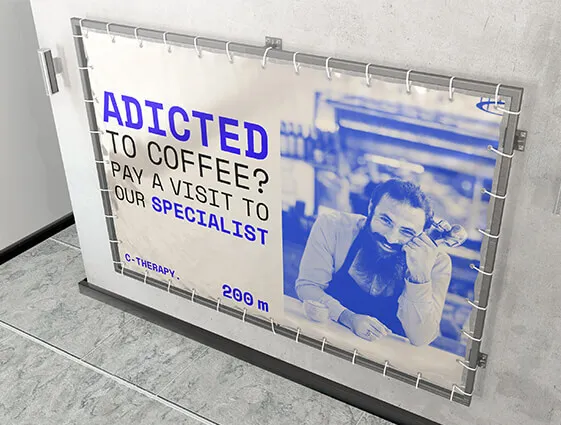 ADICTED
TO COFFEE?
PAY A VISIT TO
OUR SPECIALIST
C-THERAPY.
200 m